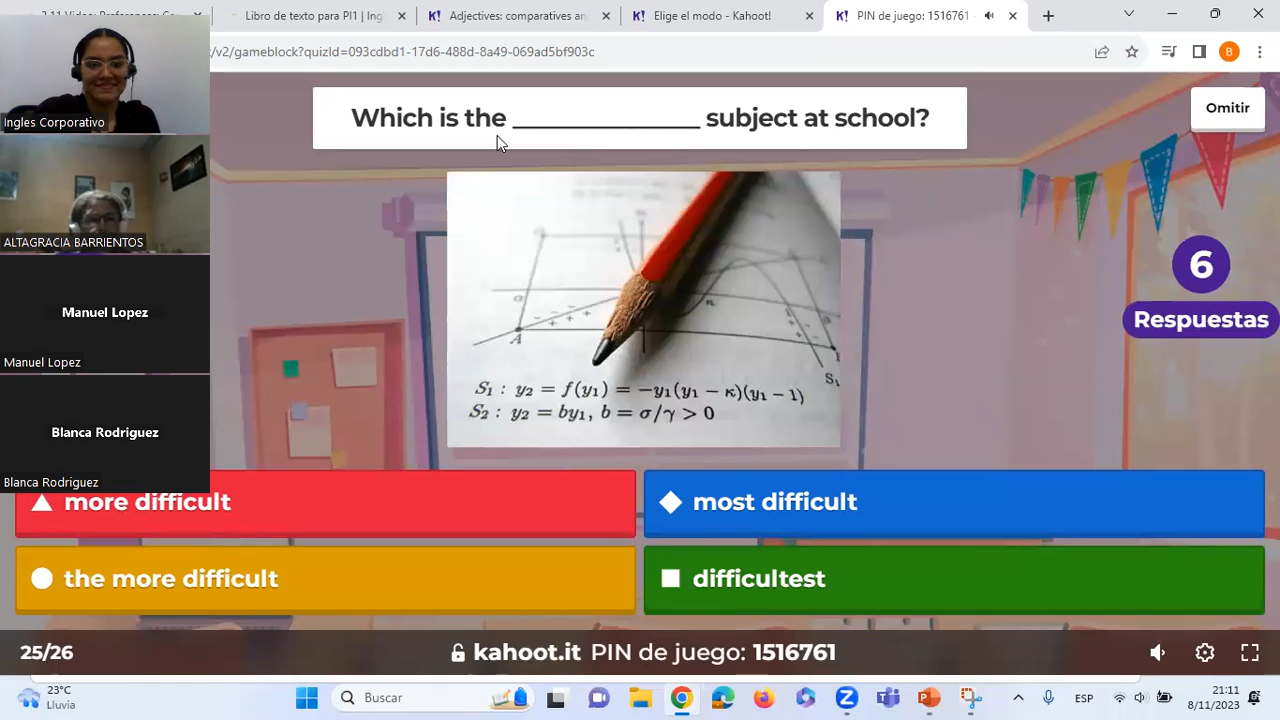 Libro de texto para PI1 | Ingl
Adjectives: comparatives an
Elige el modo - Kahoot!
PIN de juego: 1516761
/v2/gameblock?quizId=093cdbd1-17d6-488d-8a49-069ad5bf903c
Ingles Corporativo
ALTAGRACIA BARRIENTOS
Manuel Lopez
Manuel Lopez
Blanca Rodriguez
Blanca Rodriguez
Which is the ______________ subject at school?
Omitir
6
Respuestas
A
S₁
S₁ : y₂ = f(y₁) = −y₁(y₁ − κ)(y₁ − 1)
S₂ : y₂ = by₁, b = σ/γ > 0
more difficult
most difficult
the more difficult
difficultest
25/26
kahoot.it PIN de juego: 1516761
23°C
Lluvia
Buscar
ESP
21:11
8/11/2023